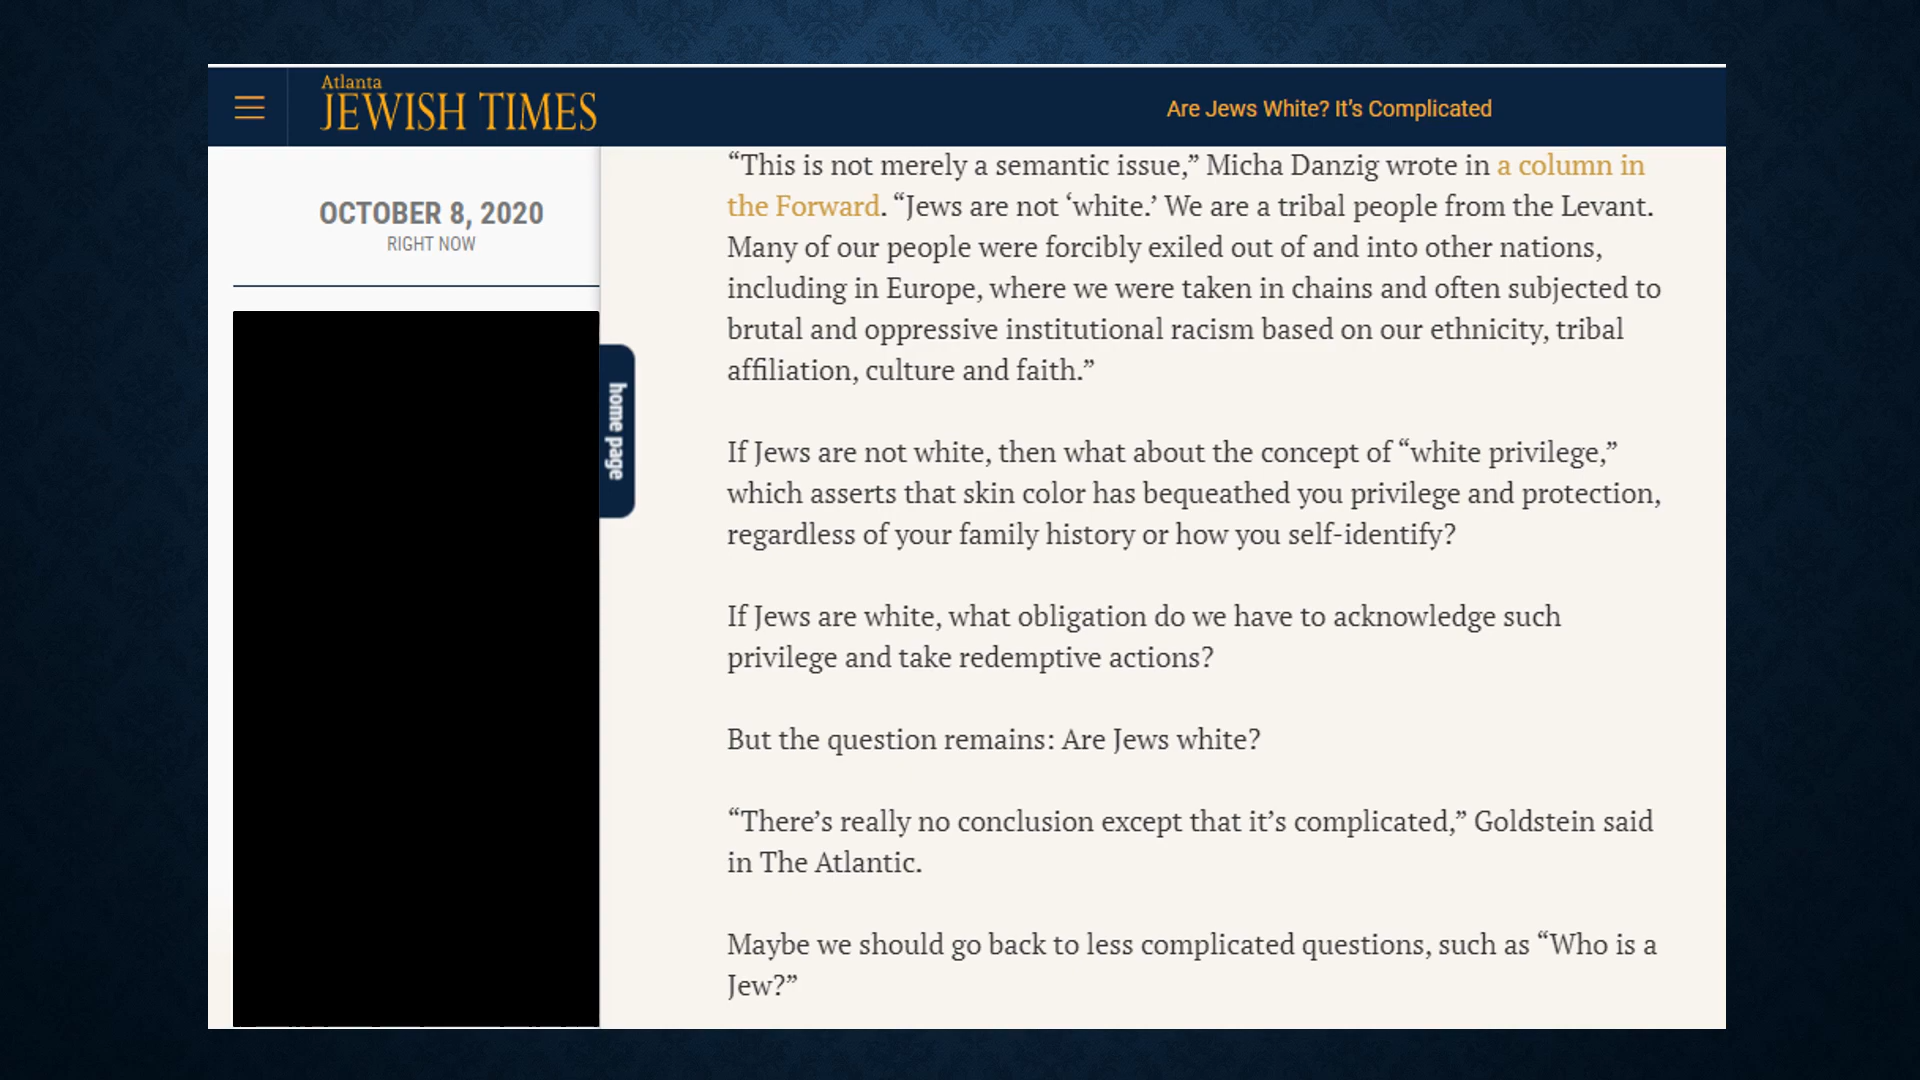 Atlanta
JEWISH TIMES
Are Jews White? It’s Complicated
OCTOBER 8, 2020
RIGHT NOW
home page
“This is not merely a semantic issue,” Micha Danzig wrote in a column in
the Forward. “Jews are not ‘white.’ We are a tribal people from the Levant.
Many of our people were forcibly exiled out of and into other nations,
including in Europe, where we were taken in chains and often subjected to
brutal and oppressive institutional racism based on our ethnicity, tribal
affiliation, culture and faith.”
If Jews are not white, then what about the concept of “white privilege,”
which asserts that skin color has bequeathed you privilege and protection,
regardless of your family history or how you self-identify?
If Jews are white, what obligation do we have to acknowledge such
privilege and take redemptive actions?
But the question remains: Are Jews white?
“There’s really no conclusion except that it’s complicated,” Goldstein said
in The Atlantic.
Maybe we should go back to less complicated questions, such as “Who is a
Jew?”